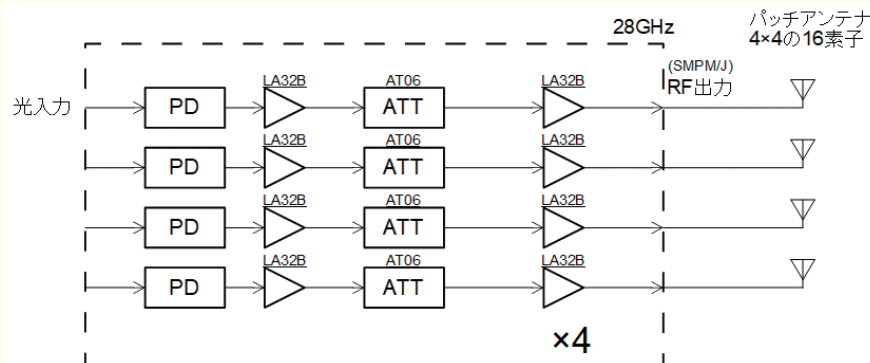 パッチアンテナ
4×4の16素子
28GHz
(SMPM/J)
RF出力
光入力
LA32B
AT06
LA32B
PD
ATT
LA32B
AT06
LA32B
PD
ATT
LA32B
AT06
LA32B
PD
ATT
LA32B
AT06
LA32B
PD
ATT
×4